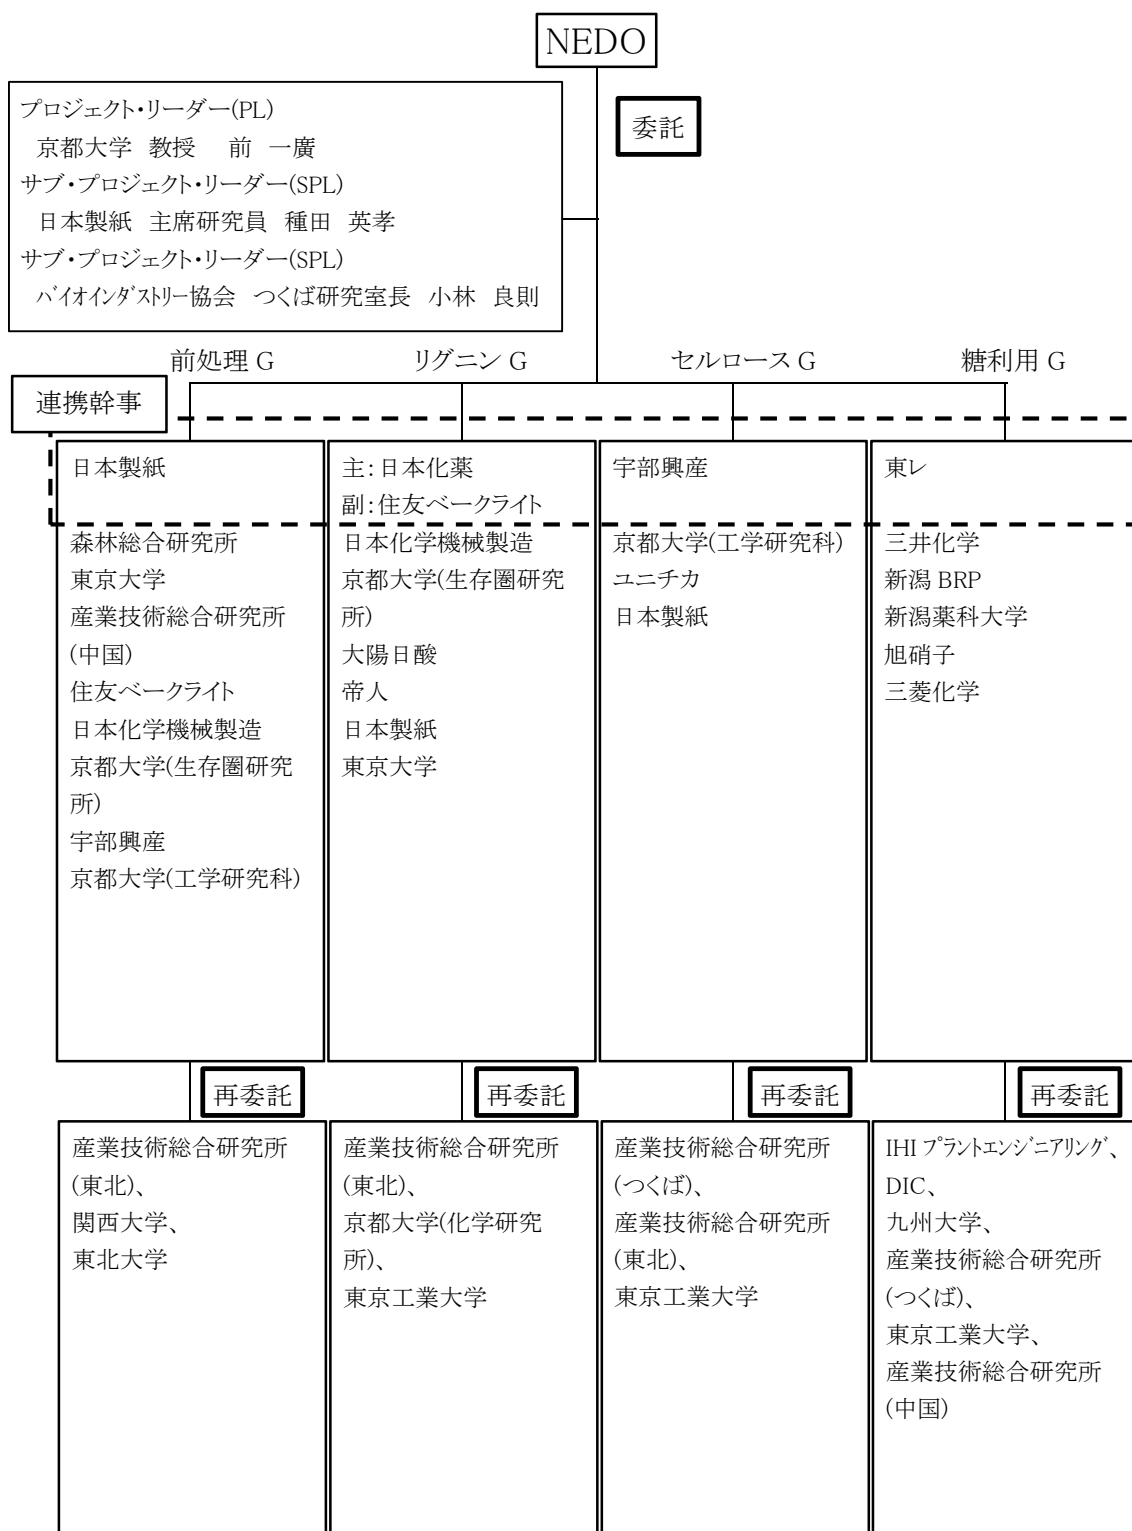 NEDO
委託
プロジェクト・リーダー(PL)
京都大学 教授 前 一廣
サブ・プロジェクト・リーダー(SPL)
日本製紙 主席研究員 種田 英孝
サブ・プロジェクト・リーダー(SPL)
バイオインダストリー協会 つくば研究室長 小林 良則
前処理 G
リグニン G
セルロース G
糖利用 G
連携幹事
日本製紙
森林総合研究所
東京大学
産業技術総合研究所
(中国)
住友ベークライト
日本化学機械製造
京都大学(生存圏研究
所)
宇部興産
京都大学(工学研究科)
主:日本化薬
副:住友ベークライト
日本化学機械製造
京都大学(生存圏研究
所)
大陽日酸
帝人
日本製紙
東京大学
宇部興産
京都大学(工学研究科)
ユニチカ
日本製紙
東レ
三井化学
新潟 BRP
新潟薬科大学
旭硝子
三菱化学
再委託
再委託
再委託
再委託
産業技術総合研究所
(東北)、
関西大学、
東北大学
産業技術総合研究所
(東北)、
京都大学(化学研究
所)、
東京工業大学
産業技術総合研究所
(つくば)、
産業技術総合研究所
(東北)、
東京工業大学
IHI プラントエンジニアリング、
DIC、
九州大学、
産業技術総合研究所
(つくば)、
東京工業大学、
産業技術総合研究所
(中国)